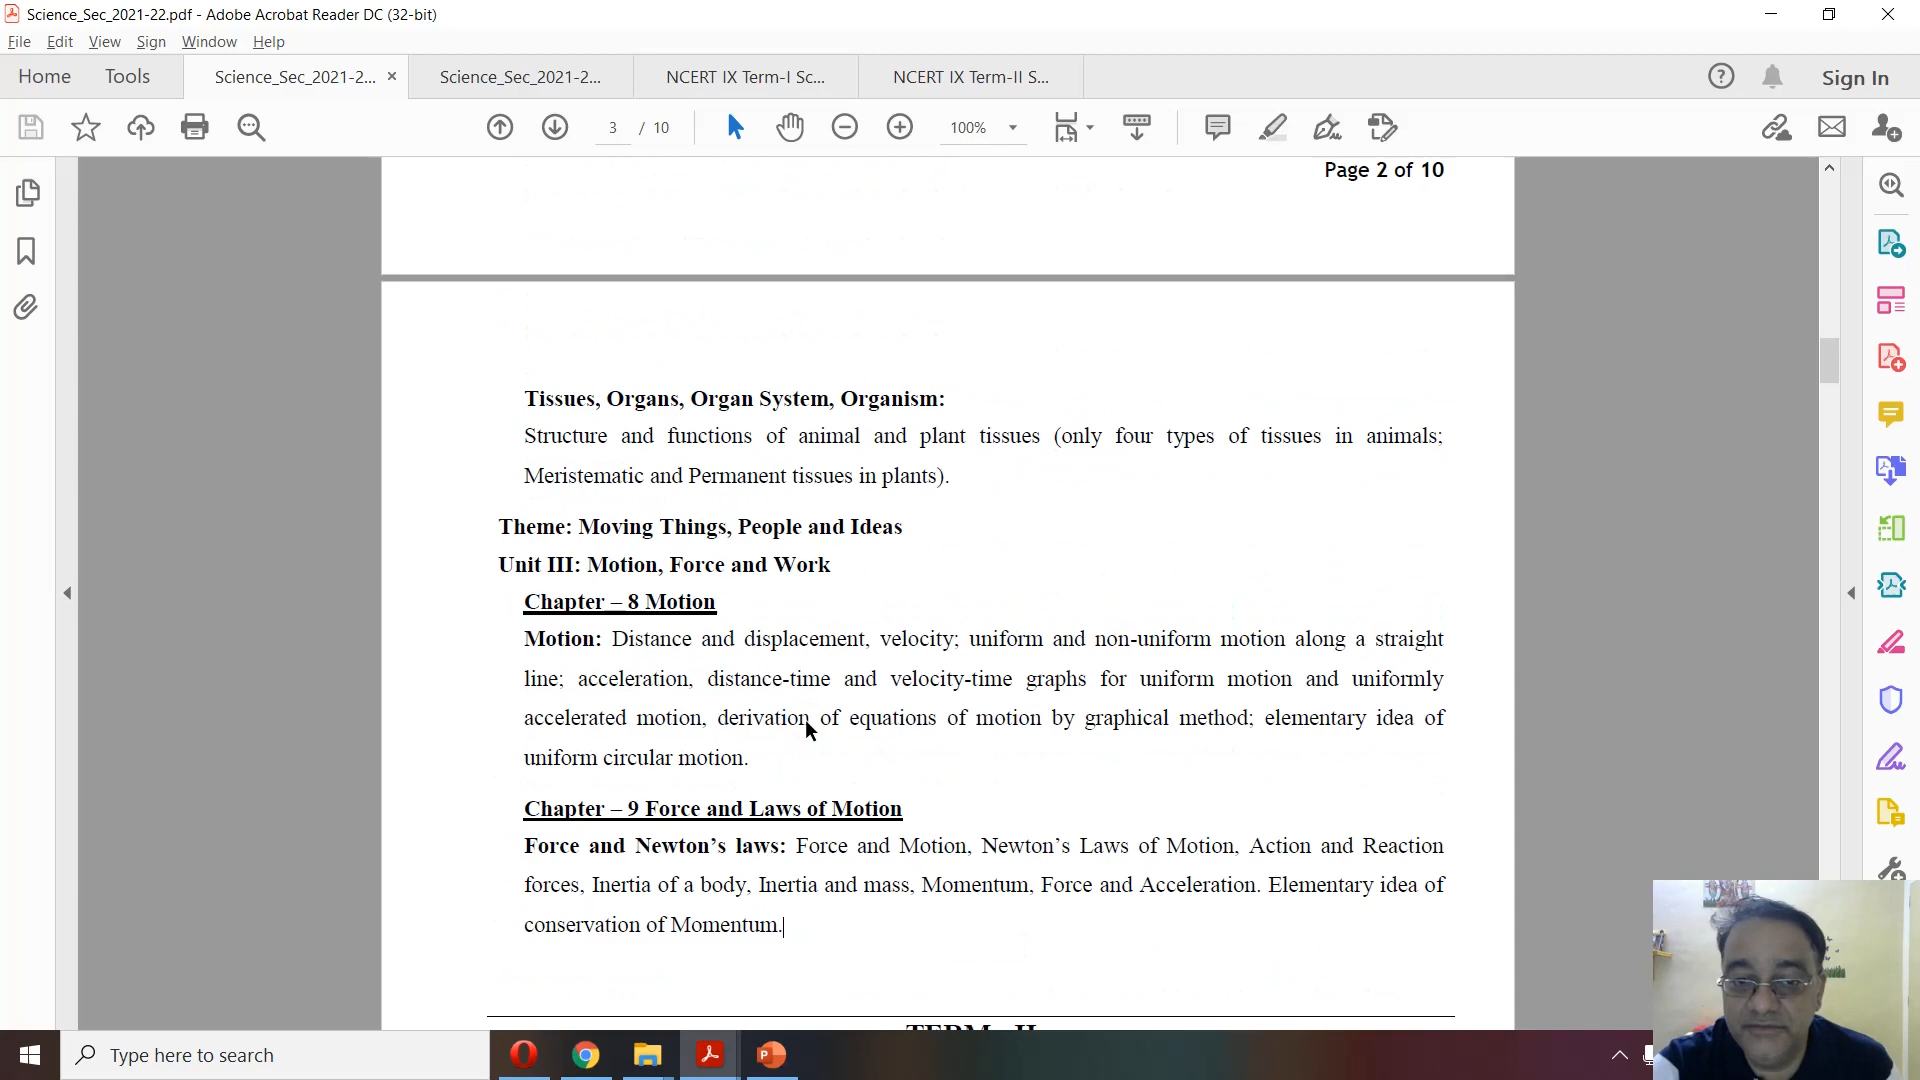 Science_Sec_2021-22.pdf - Adobe Acrobat Reader DC (32-bit)
File Edit View Sign Window Help
Home Tools Science_Sec_2021-2... Science_Sec_2021-2... NCERT IX Term-I Sc... NCERT IX Term-II S... Sign In
3 / 10 100%
Page 2 of 10
Tissues, Organs, Organ System, Organism:
Structure and functions of animal and plant tissues (only four types of tissues in animals;
Meristematic and Permanent tissues in plants).
Theme: Moving Things, People and Ideas
Unit III: Motion, Force and Work
Chapter – 8 Motion
Motion: Distance and displacement, velocity; uniform and non-uniform motion along a straight
line; acceleration, distance-time and velocity-time graphs for uniform motion and uniformly
accelerated motion, derivation of equations of motion by graphical method; elementary idea of
uniform circular motion.
Chapter – 9 Force and Laws of Motion
Force and Newton's laws: Force and Motion, Newton's Laws of Motion, Action and Reaction
forces, Inertia of a body, Inertia and mass, Momentum, Force and Acceleration. Elementary idea of
conservation of Momentum.
TERM - II
Type here to search